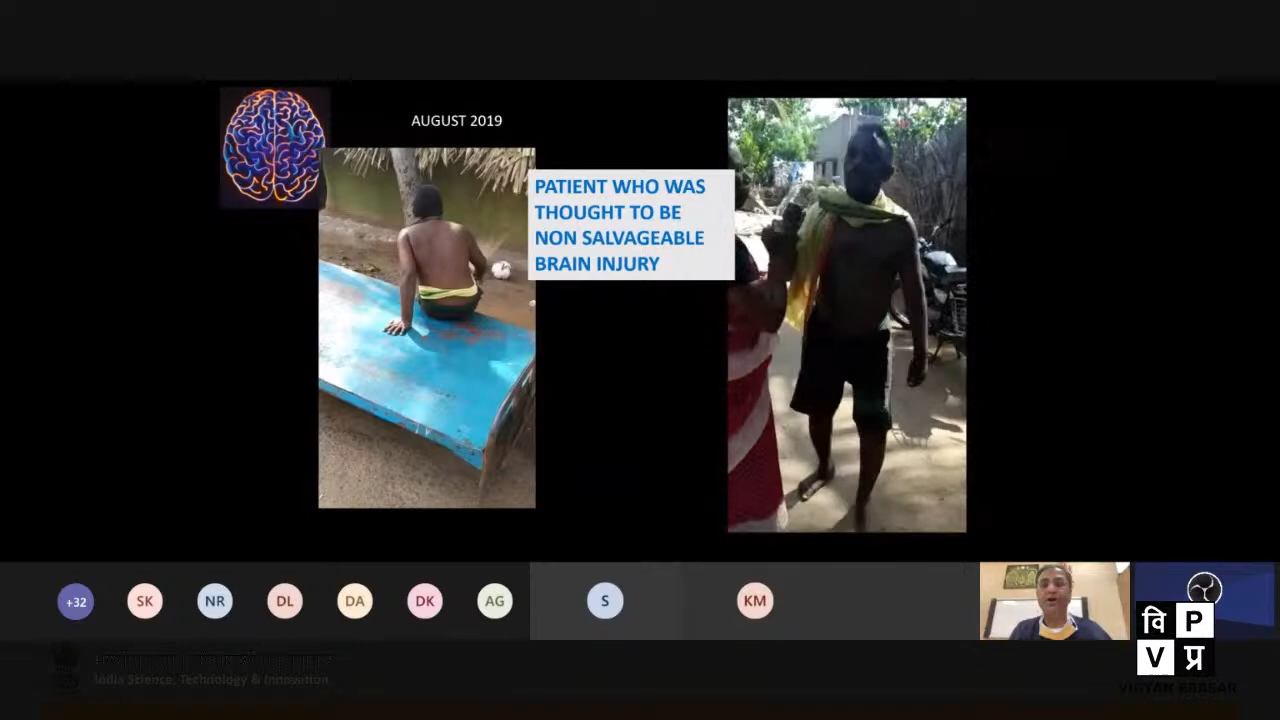 AUGUST 2019
PATIENT WHO WAS
THOUGHT TO BE
NON SALVAGEABLE
BRAIN INJURY
+32
SK
NR
DL
DA
DK
AG
S
KM
वि P
V प्र
India Science, Technology & Innovation
VIGYAN PRASAR